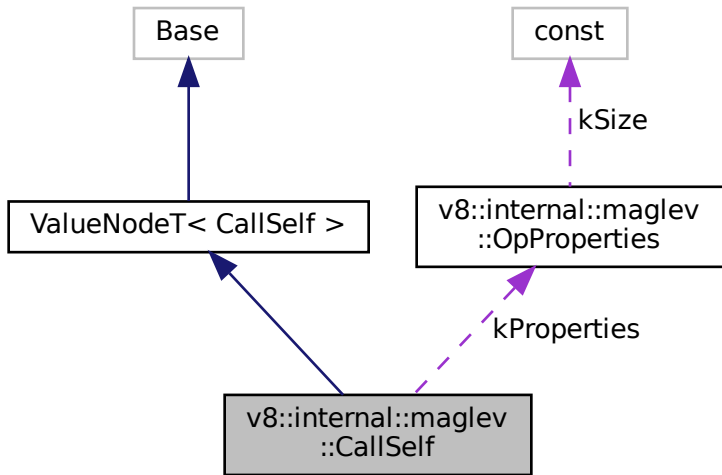 Base
const
kSize
ValueNodeT< CallSelf >
v8::internal::maglev
::OpProperties
kProperties
v8::internal::maglev
::CallSelf